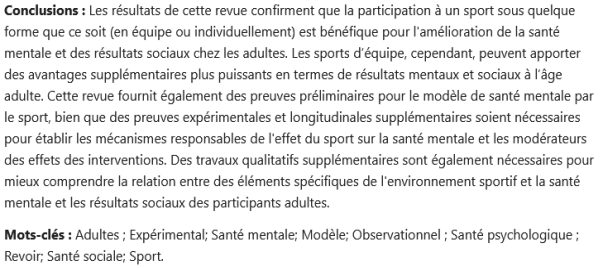 Conclusions : Les résultats de cette revue confirment que la participation à un sport sous quelque
forme que ce soit (en équipe ou individuellement) est bénéfique pour l'amélioration de la santé
mentale et des résultats sociaux chez les adultes. Les sports d'équipe, cependant, peuvent apporter
des avantages supplémentaires plus puissants en termes de résultats mentaux et sociaux à l'âge
adulte. Cette revue fournit également des preuves préliminaires pour le modèle de santé mentale par
le sport, bien que des preuves expérimentales et longitudinales supplémentaires soient nécessaires
pour établir les mécanismes responsables de l'effet du sport sur la santé mentale et les modérateurs
des effets des interventions. Des travaux qualitatifs supplémentaires sont également nécessaires pour
mieux comprendre la relation entre des éléments spécifiques de l'environnement sportif et la santé
mentale et les résultats sociaux des participants adultes.
Mots-clés : Adultes ; Expérimental; Santé mentale; Modèle; Observationnel ; Santé psychologique ;
Revoir; Santé sociale; Sport.